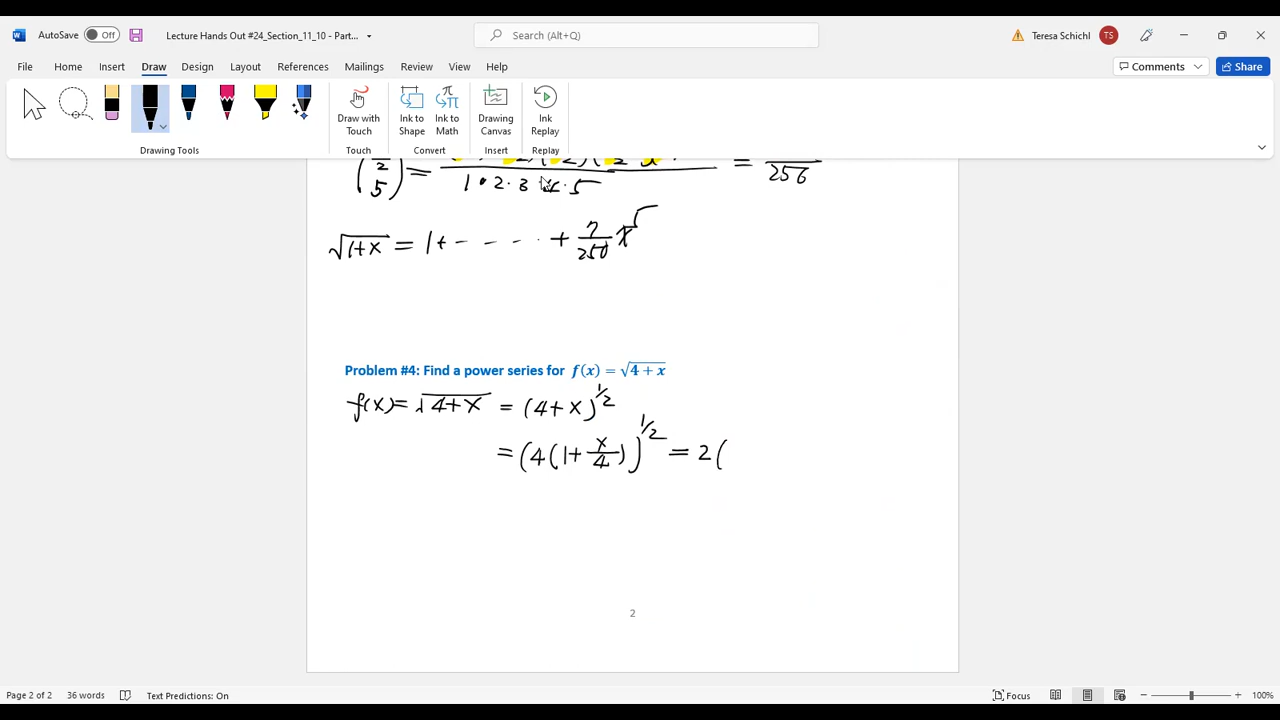 AutoSave Off Lecture Hands Out #24_Section_11_10 - Part... Search (Alt+Q) Teresa Schichl TS
File Home Insert Draw Design Layout References Mailings Review View Help Comments Share
Draw with Touch Ink to Shape Ink to Math Drawing Canvas Ink Replay
Drawing Tools Touch Convert Insert Replay
5) = 1•2·3·4·5 = 256
√(1+x) = 1+ - - - - + 7/256 x⁵
Problem #4: Find a power series for f(x) = √(4 + x)
f(x) = √(4+x) = (4+x)^(1/2)
= (4(1+x/4))^(1/2) = 2(
2
Page 2 of 2 36 words Text Predictions: On Focus 100%